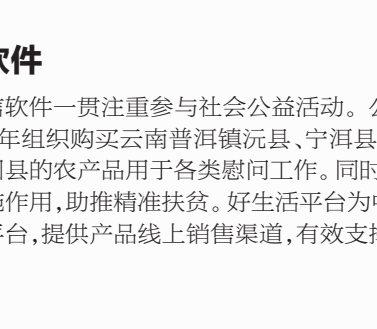 软件
信软件一贯注重参与社会公益活动。公
年组织购买云南普洱镇沅县、宁洱县
县的农产品用于各类慰问工作。同时
施作用,助推精准扶贫。好生活平台为中
平台,提供产品线上销售渠道,有效支持